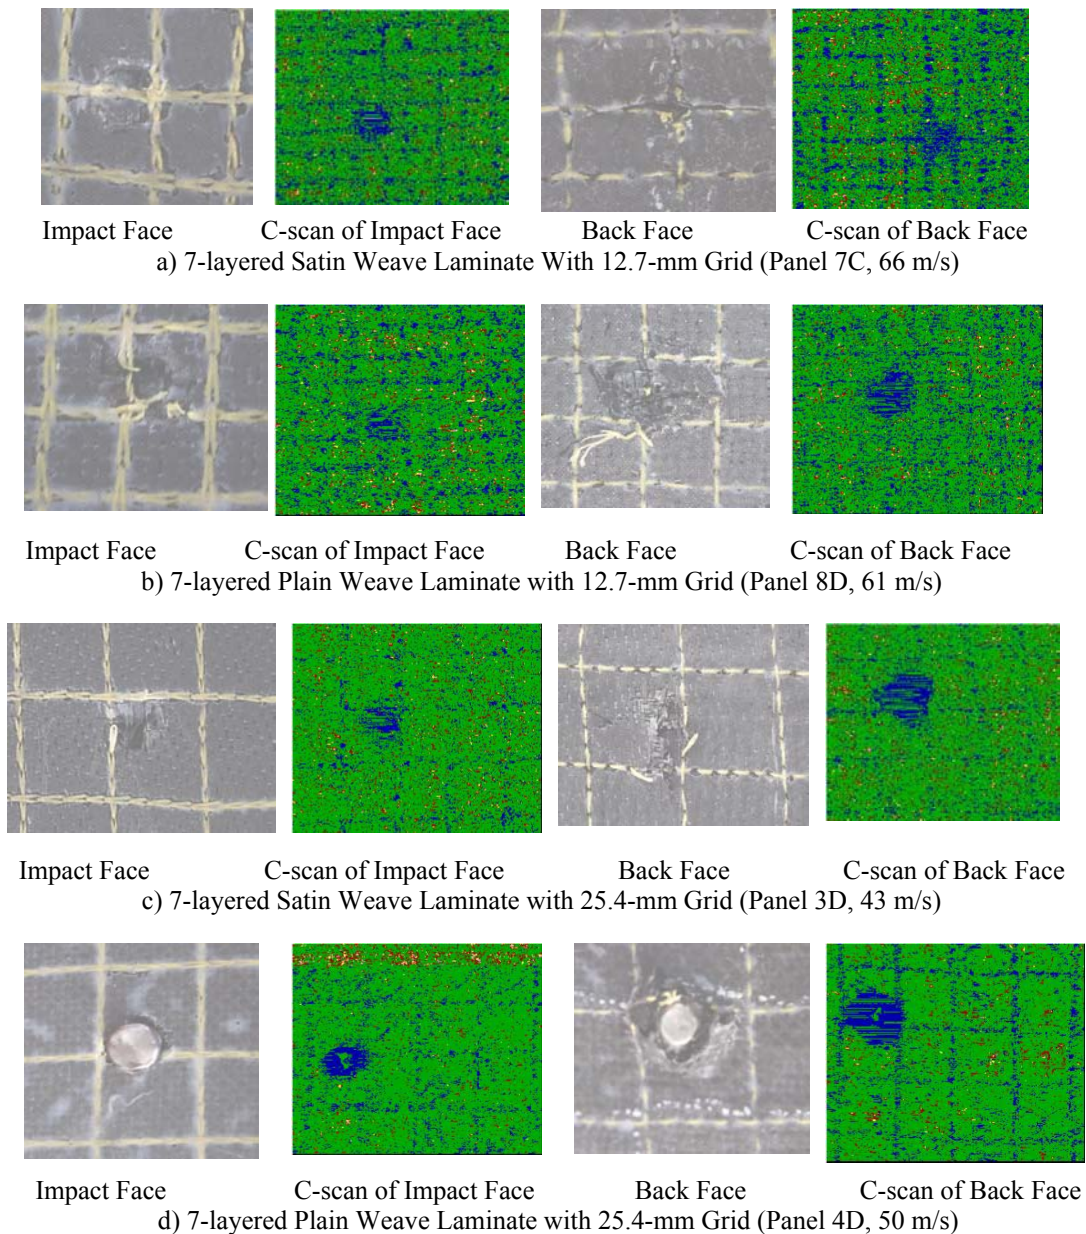 Impact Face C-scan of Impact Face Back Face C-scan of Back Face
a) 7-layered Satin Weave Laminate With 12.7-mm Grid (Panel 7C, 66 m/s)
Impact Face C-scan of Impact Face Back Face C-scan of Back Face
b) 7-layered Plain Weave Laminate with 12.7-mm Grid (Panel 8D, 61 m/s)
Impact Face C-scan of Impact Face Back Face C-scan of Back Face
c) 7-layered Satin Weave Laminate with 25.4-mm Grid (Panel 3D, 43 m/s)
Impact Face C-scan of Impact Face Back Face C-scan of Back Face
d) 7-layered Plain Weave Laminate with 25.4-mm Grid (Panel 4D, 50 m/s)